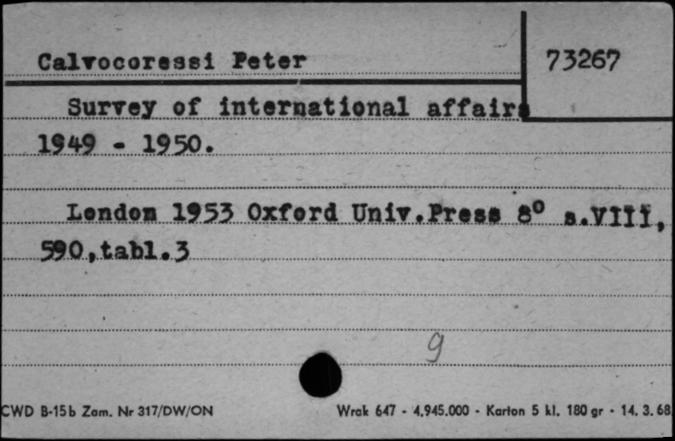 Calvocoressi Peter 73267
Survey of international affairs
1949 - 1950.
London 1953 Oxford Univ.Press 8° s.VIII,
590,tabl.3
9
CWD B-15b Zam. Nr 317/DW/ON Wrak 647 - 4.945.000 - Karton 5 kl. 180 gr - 14. 3. 68